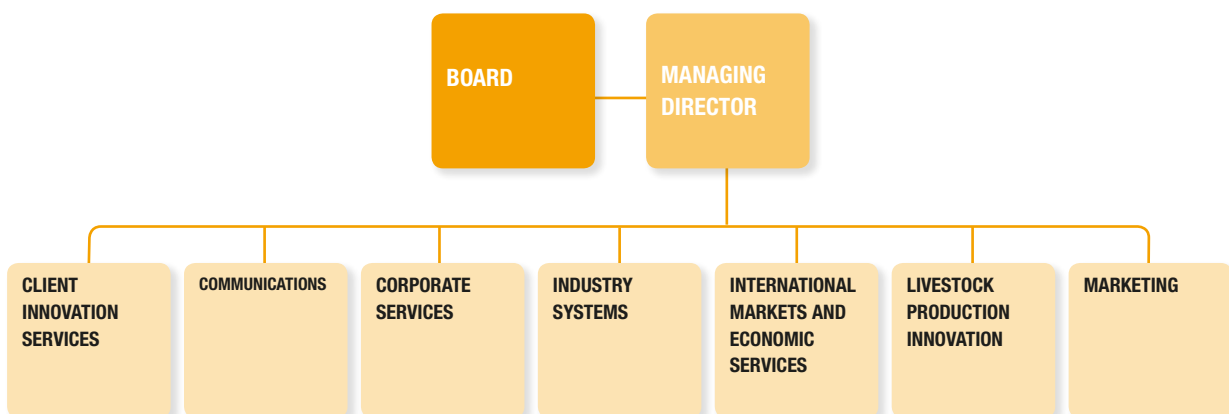 BOARD
MANAGING
DIRECTOR
CLIENT
INNOVATION
SERVICES
COMMUNICATIONS
CORPORATE
SERVICES
INDUSTRY
SYSTEMS
INTERNATIONAL
MARKETS AND
ECONOMIC
SERVICES
LIVESTOCK
PRODUCTION
INNOVATION
MARKETING